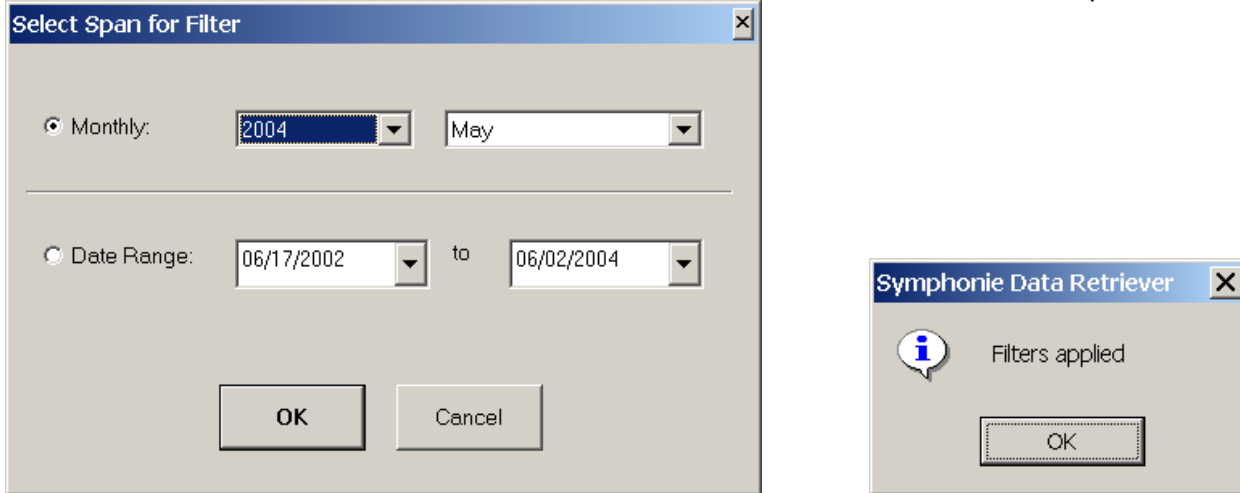 Select Span for Filter
Monthly: 2004 May
Date Range: 06/17/2002 to 06/02/2004
OK Cancel
Symphonie Data Retriever
Filters applied
OK